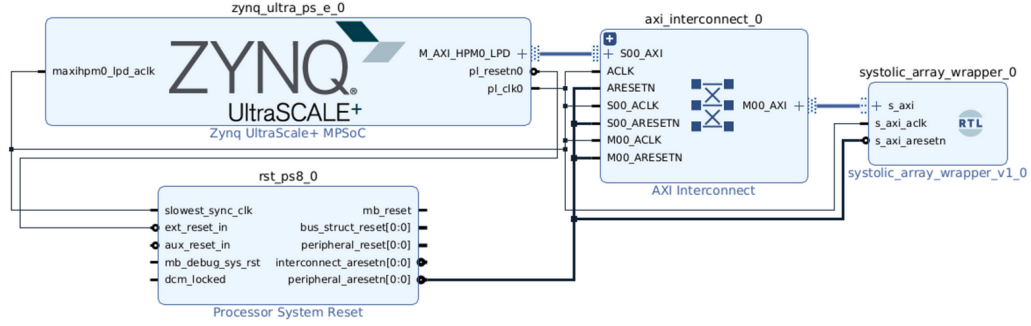 zynq_ultra_ps_e_0
maxihpm0_lpd_aclk
ZYNQ®
UltraSCALE+
M_AXI_HPM0_LPD
pl_resetn0
pl_clk0
Zynq UltraScale+ MPSoC
axi_interconnect_0
S00_AXI
ACLK
ARESETN
S00_ACLK
S00_ARESETN
M00_ACLK
M00_ARESETN
M00_AXI
AXI Interconnect
systolic_array_wrapper_0
s_axi
s_axi_aclk
s_axi_aresetn
RTL
systolic_array_wrapper_v1_0
rst_ps8_0
slowest_sync_clk
ext_reset_in
aux_reset_in
mb_debug_sys_rst
dcm_locked
mb_reset
bus_struct_reset[0:0]
peripheral_reset[0:0]
interconnect_aresetn[0:0]
peripheral_aresetn[0:0]
Processor System Reset